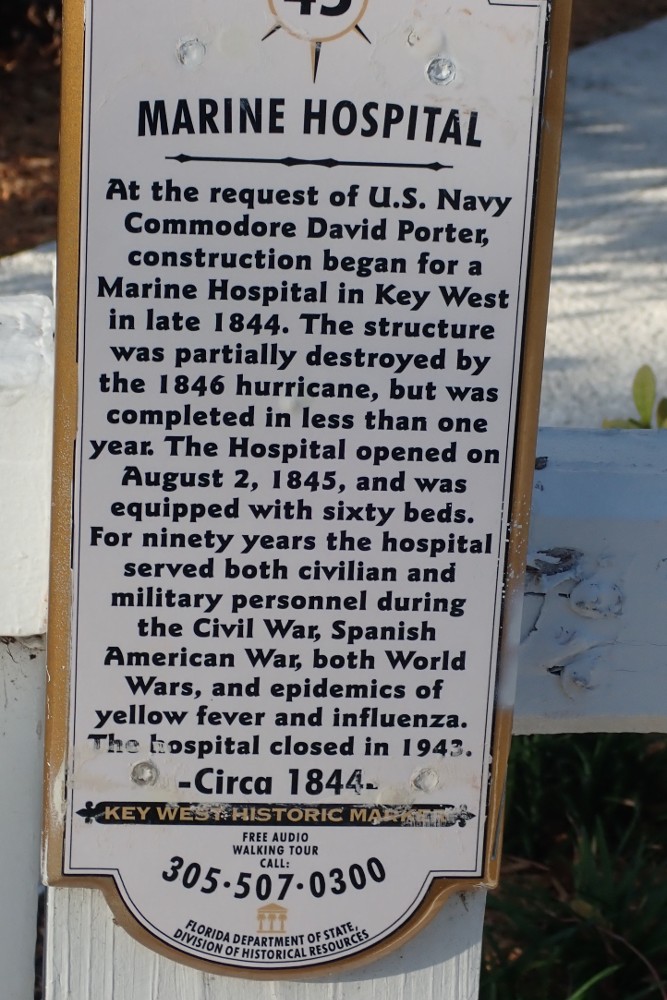 45
MARINE HOSPITAL
At the request of U.S. Navy
Commodore David Porter,
construction began for a
Marine Hospital in Key West
in late 1844. The structure
was partially destroyed by
the 1846 hurricane, but was
completed in less than one
year. The Hospital opened on
August 2, 1845, and was
equipped with sixty beds.
For ninety years the hospital
served both civilian and
military personnel during
the Civil War, Spanish
American War, both World
Wars, and epidemics of
yellow fever and influenza.
The hospital closed in 1943.
-Circa 1844-
KEY WEST HISTORIC MARKER
FREE AUDIO
WALKING TOUR
CALL:
305·507·0300
FLORIDA DEPARTMENT OF STATE,
DIVISION OF HISTORICAL RESOURCES